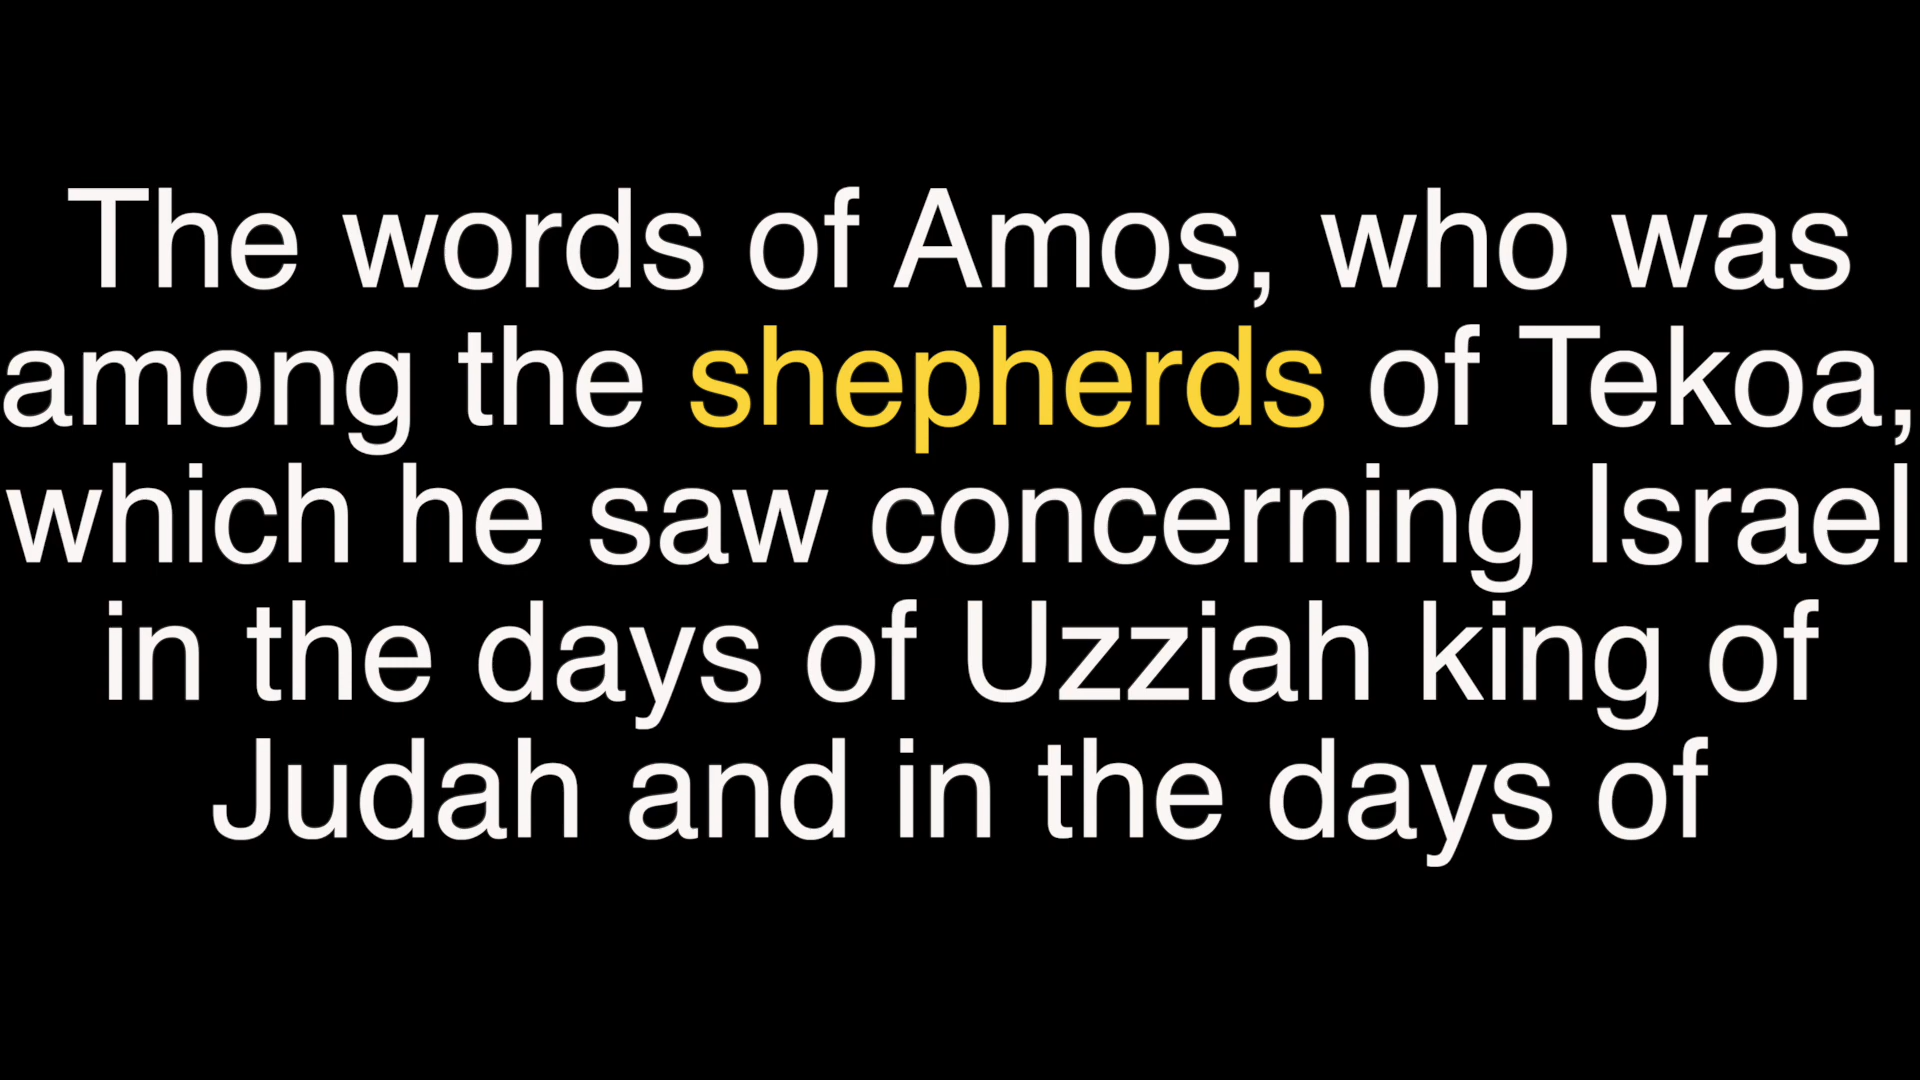 The words of Amos, who was
among the shepherds of Tekoa,
which he saw concerning Israel
in the days of Uzziah king of
Judah and in the days of